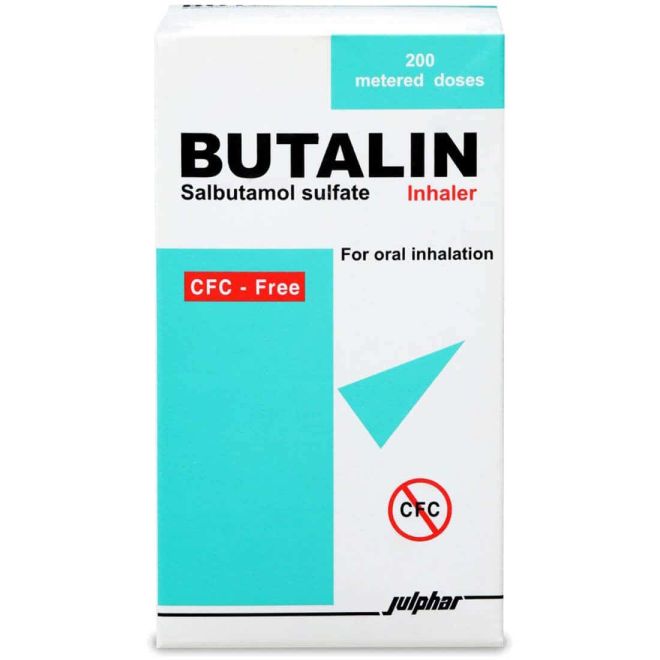 200
metered doses
BUTALIN
Salbutamol sulfate Inhaler
For oral inhalation
CFC - Free
CFC
julphar